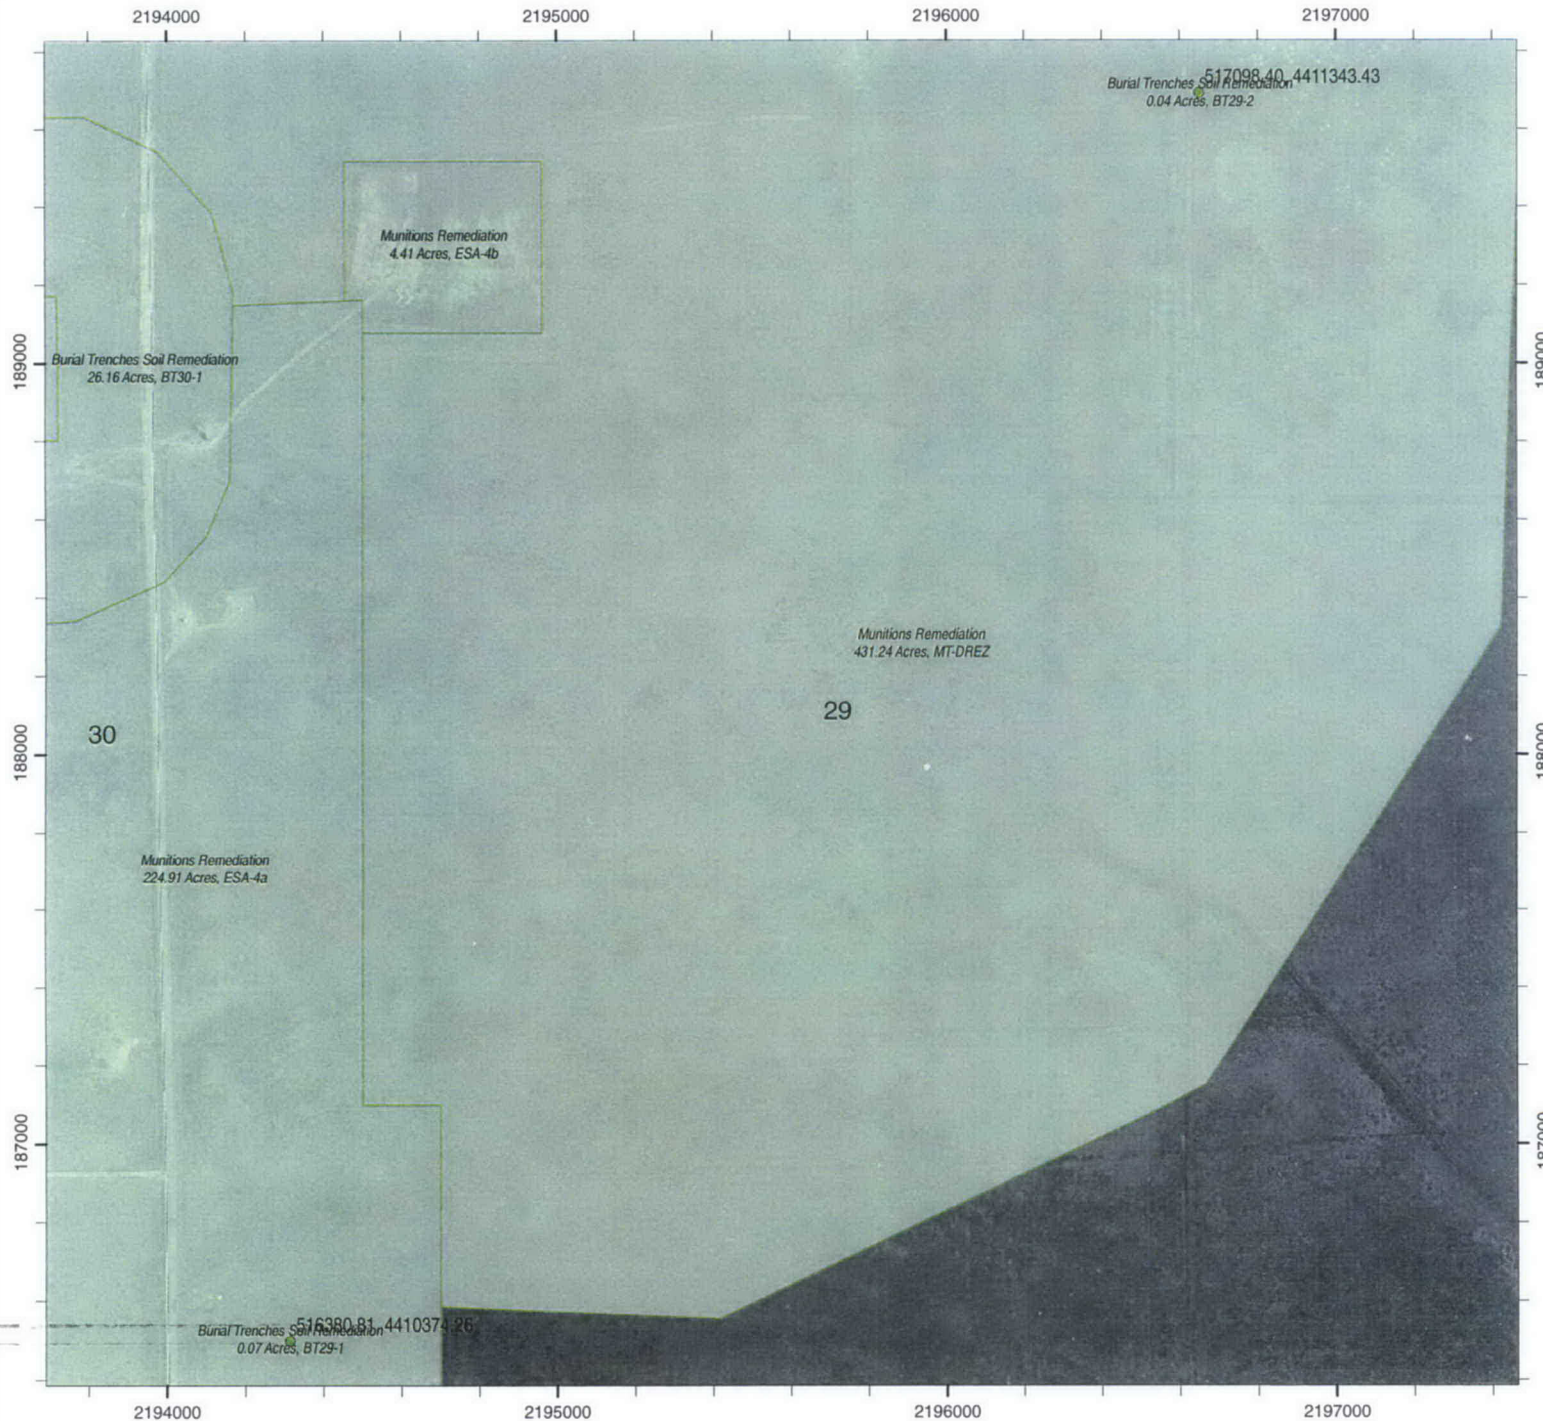 2194000 2195000 2196000 2197000
517098.40, 4411343.43
Burial Trenches Soil Remediation
0.04 Acres, BT29-2
Munitions Remediation
4.41 Acres, ESA-4b
189000
189000
Burial Trenches Soil Remediation
26.16 Acres, BT30-1
Munitions Remediation
431.24 Acres, MT-DREZ
29
30
188000
188000
Munitions Remediation
224.91 Acres, ESA-4a
187000
187000
516380.81, 4410374.26
Burial Trenches Soil Remediation
0.07 Acres, BT29-1
2194000 2195000 2196000 2197000